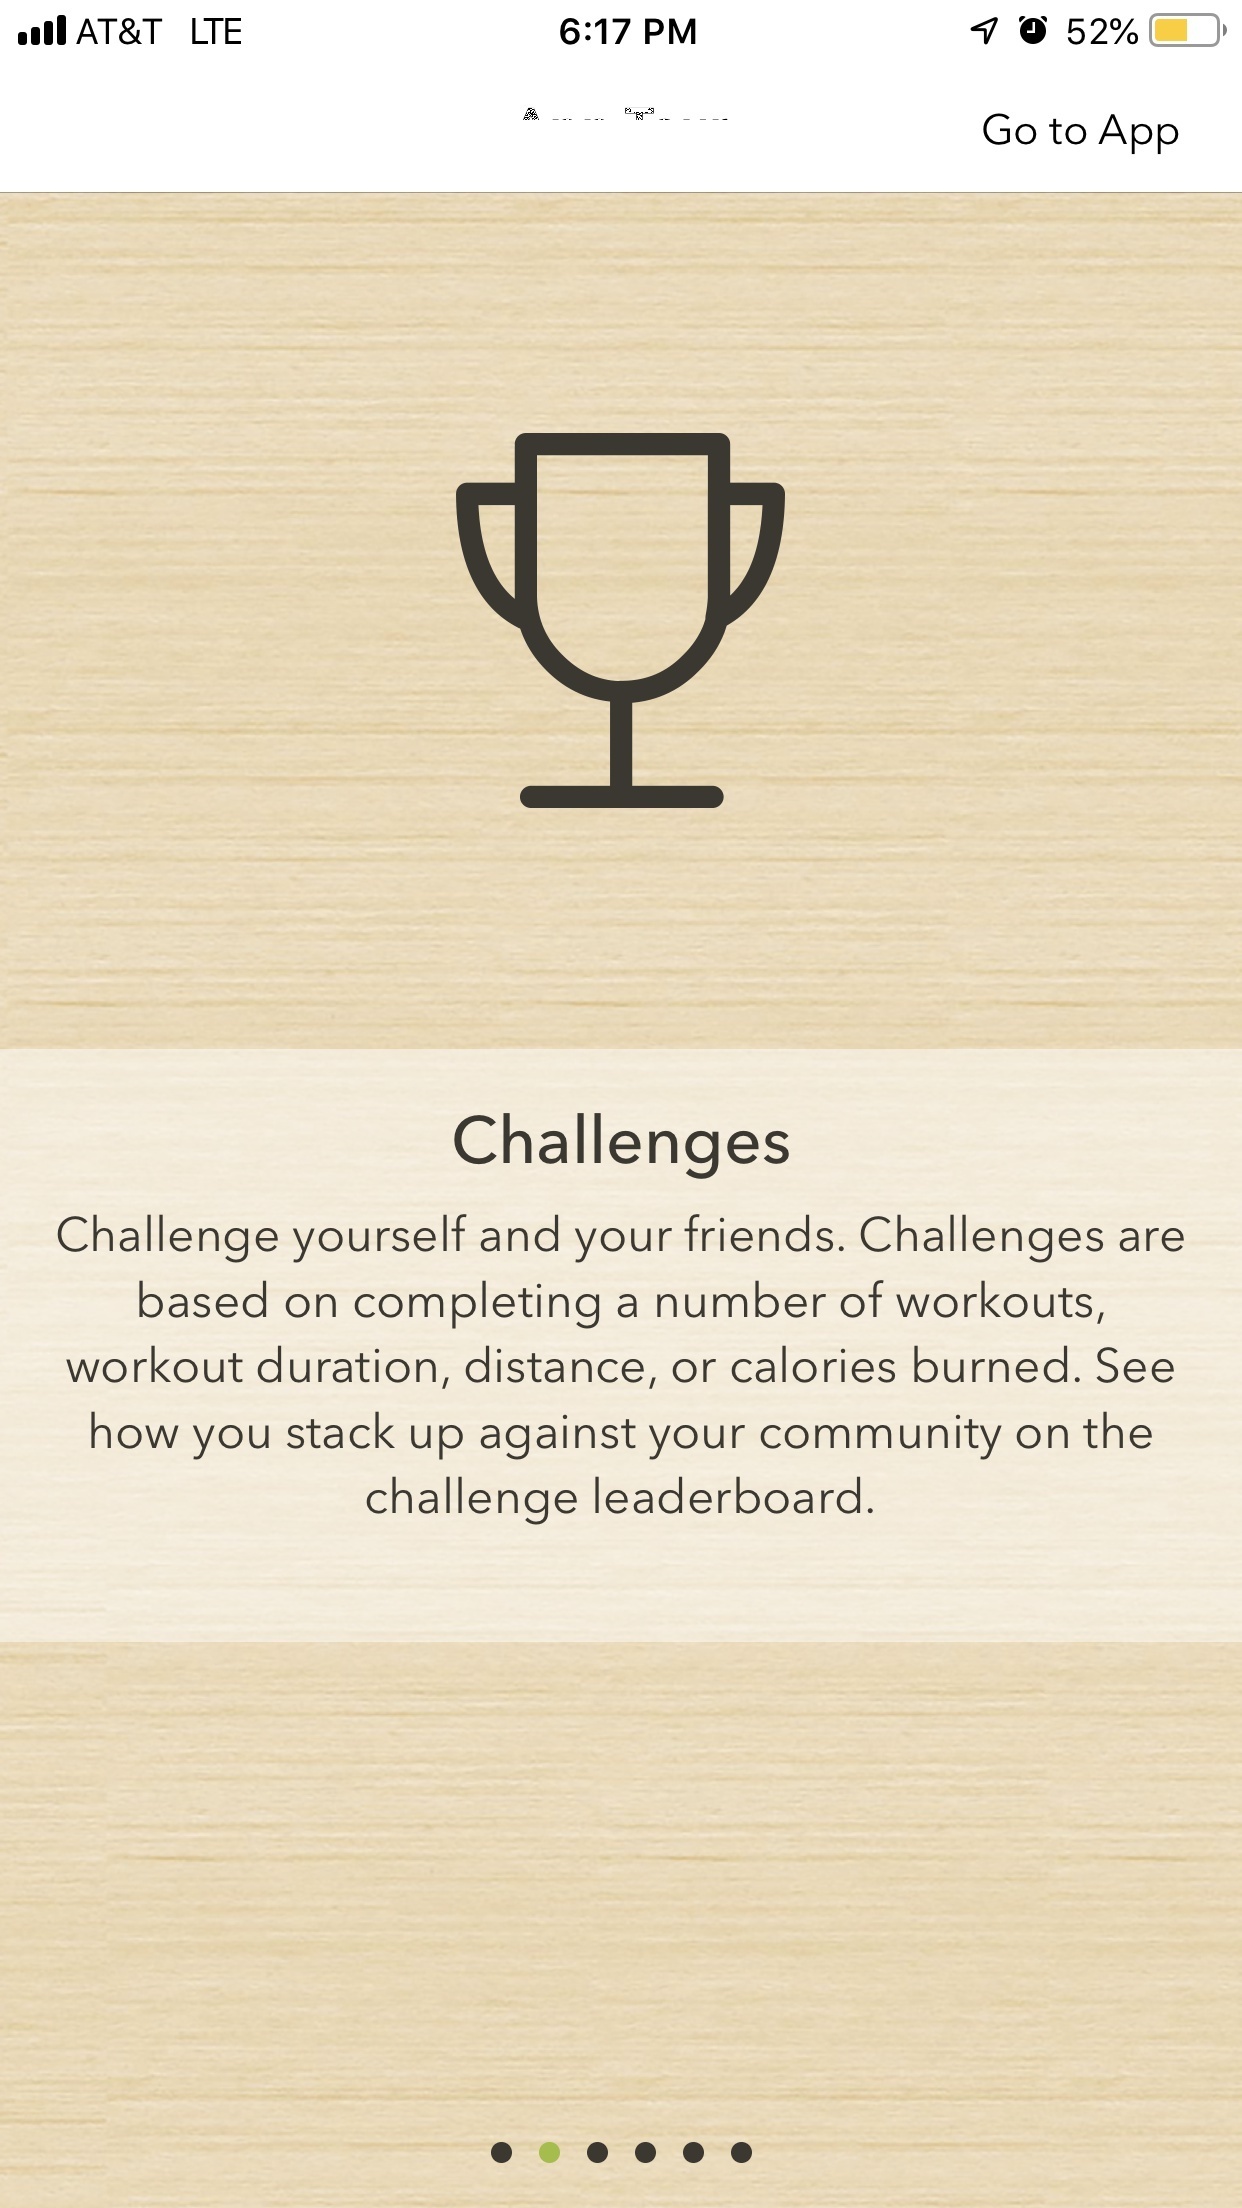 AT&T LTE 6:17 PM 52%
Go to App
Challenges
Challenge yourself and your friends. Challenges are
based on completing a number of workouts,
workout duration, distance, or calories burned. See
how you stack up against your community on the
challenge leaderboard.